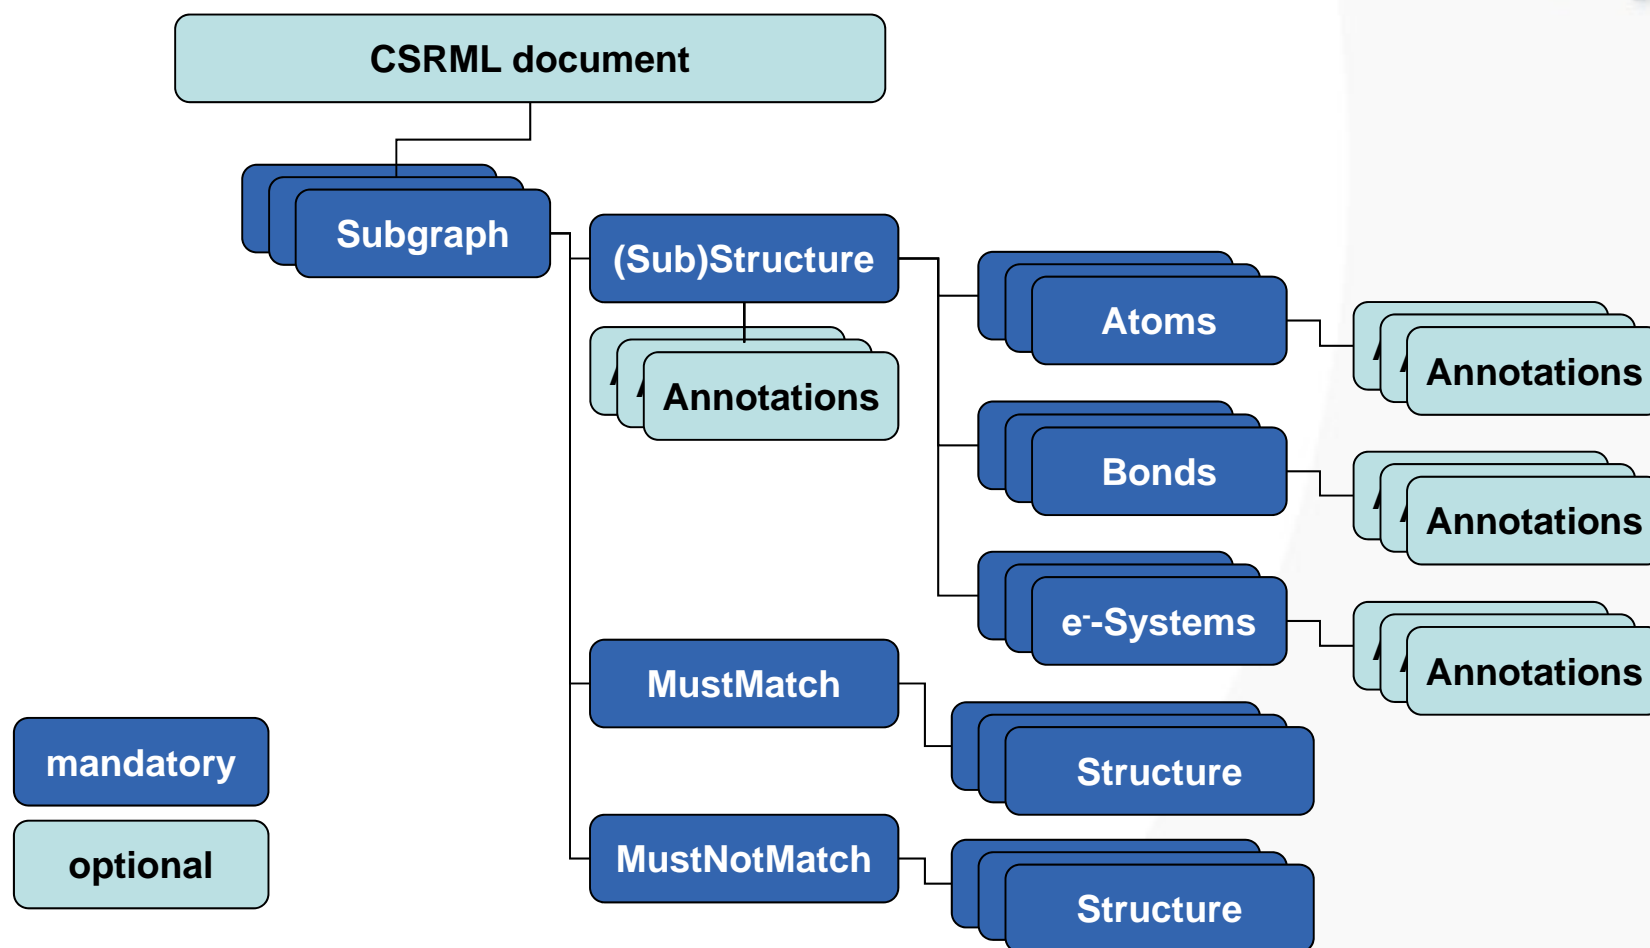 CSRML document
Subgraph
(Sub)Structure
Annotations
Atoms
Annotations
Bonds
Annotations
e⁻-Systems
Annotations
MustMatch
Structure
MustNotMatch
Structure
mandatory
optional